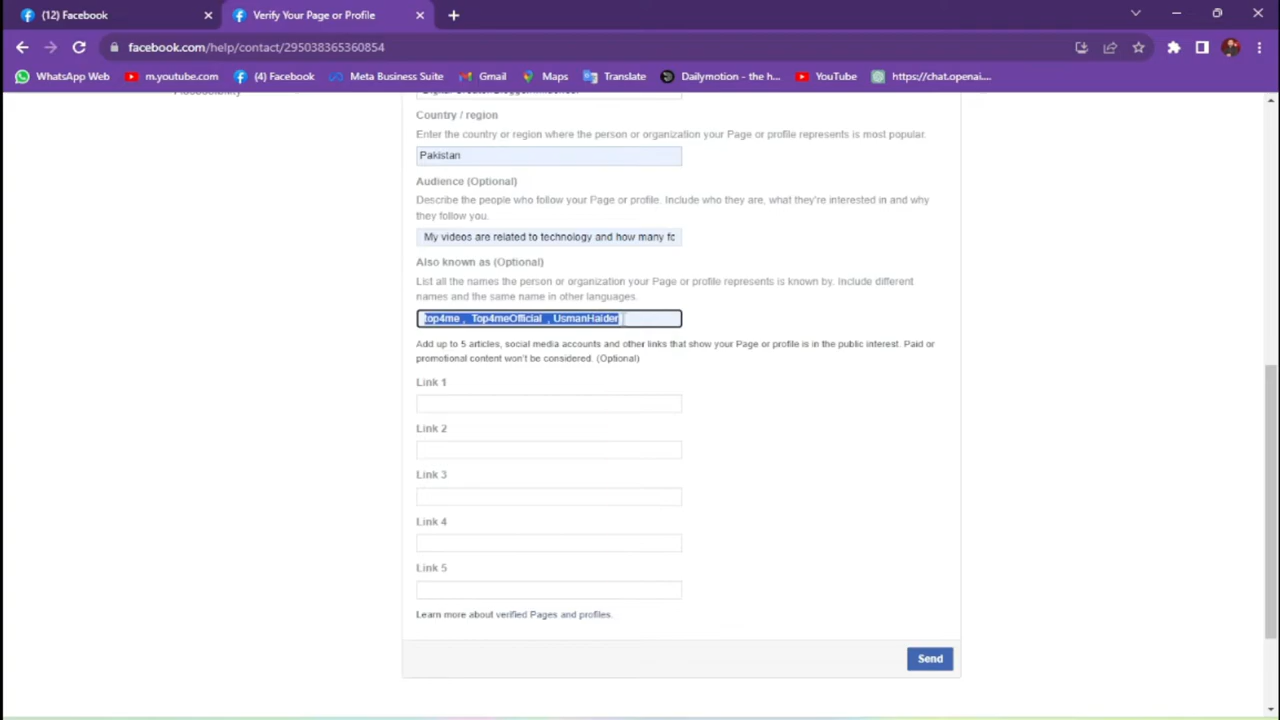 (12) Facebook
Verify Your Page or Profile
facebook.com/help/contact/295038365360854
WhatsApp Web
m.youtube.com
(4) Facebook
Meta Business Suite
Gmail
Maps
Translate
Dailymotion - the h...
YouTube
https://chat.openai....
Accessibility
Country / region
Enter the country or region where the person or organization your Page or profile represents is most popular.
Pakistan
Audience (Optional)
Describe the people who follow your Page or profile. Include who they are, what they're interested in and why
they follow you.
My videos are related to technology and how many fo
Also known as (Optional)
List all the names the person or organization your Page or profile represents is known by. Include different
names and the same name in other languages.
top4me , Top4meOfficial , UsmanHaider
Add up to 5 articles, social media accounts and other links that show your Page or profile is in the public interest. Paid or
promotional content won't be considered. (Optional)
Link 1
Link 2
Link 3
Link 4
Link 5
Learn more about verified Pages and profiles.
Send